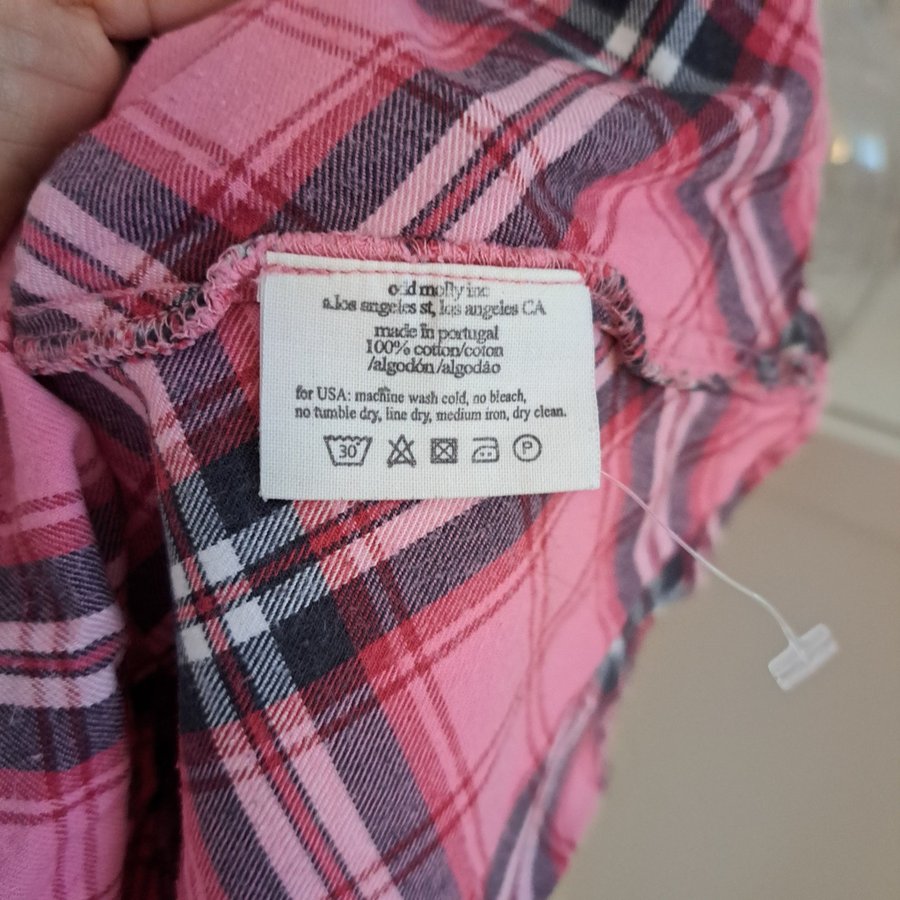 odd molly inc
a.los angeles st, los angeles CA
made in portugal
100% cotton/coton
/algodón/algodão
for USA: machine wash cold, no bleach,
no tumble dry, line dry, medium iron, dry clean.
30 P